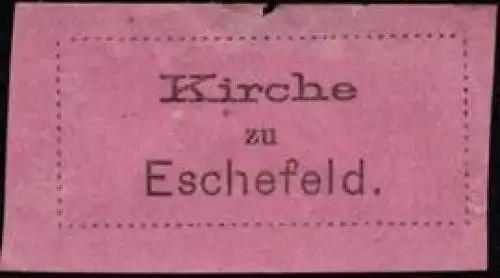 Kirche
zu
Eschefeld.